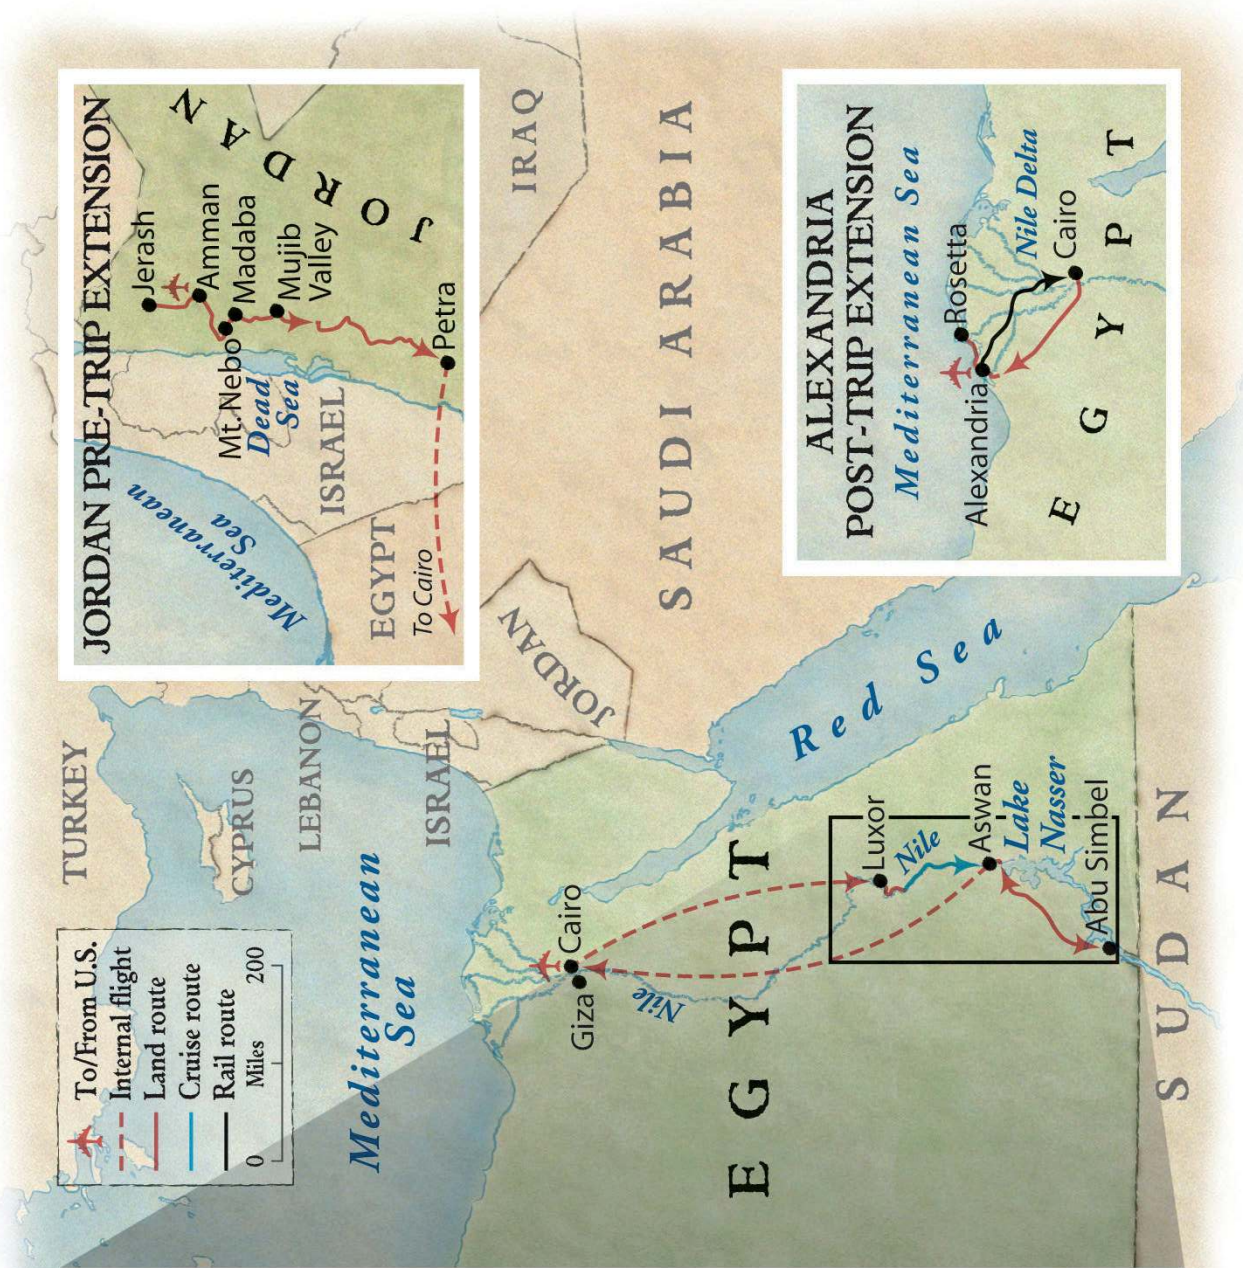 To/From U.S.
Internal flight
Land route
Cruise route
Rail route
0 Miles 200
TURKEY
CYPRUS
LEBANON
ISRAEL
JORDAN
IRAQ
SAUDI ARABIA
Mediterranean
Sea
Cairo
Giza
Nile
EGYPT
Red Sea
Luxor
Nile
Aswan
Lake
Nasser
Abu Simbel
SUDAN
JORDAN PRE-TRIP EXTENSION
Mediterranean
Sea
Jerash
Amman
Mt.Nebo
Madaba
Dead
Sea
Mujib
Valley
JORDAN
ISRAEL
EGYPT
Petra
To Cairo
ALEXANDRIA
POST-TRIP EXTENSION
Mediterranean Sea
Rosetta
Alexandria
Nile Delta
Cairo
EGYPT